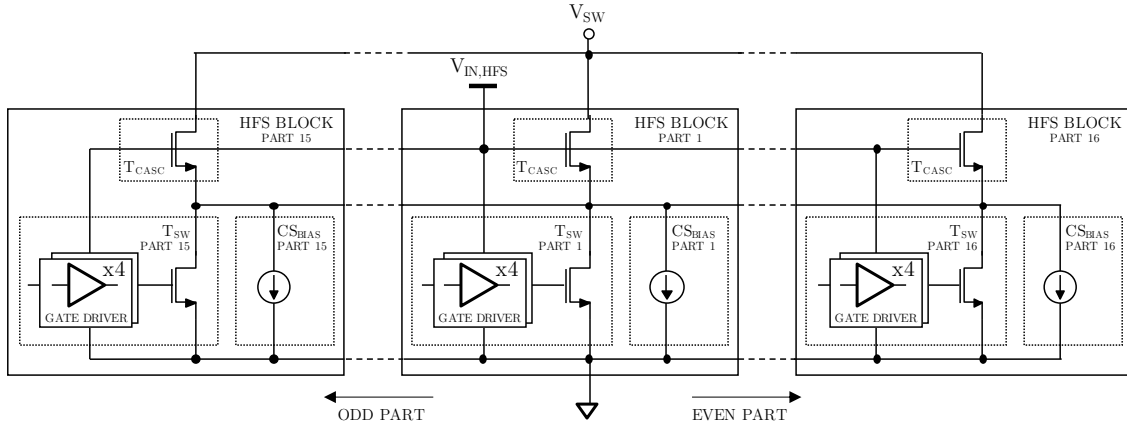 V_SW
V_IN,HFS
HFS BLOCK
PART 15
T_CASC
T_SW
PART 15
CS_BIAS
PART 15
x4
GATE DRIVER
HFS BLOCK
PART 1
T_CASC
T_SW
PART 1
CS_BIAS
PART 1
x4
GATE DRIVER
HFS BLOCK
PART 16
T_CASC
T_SW
PART 16
CS_BIAS
PART 16
x4
GATE DRIVER
ODD PART
EVEN PART